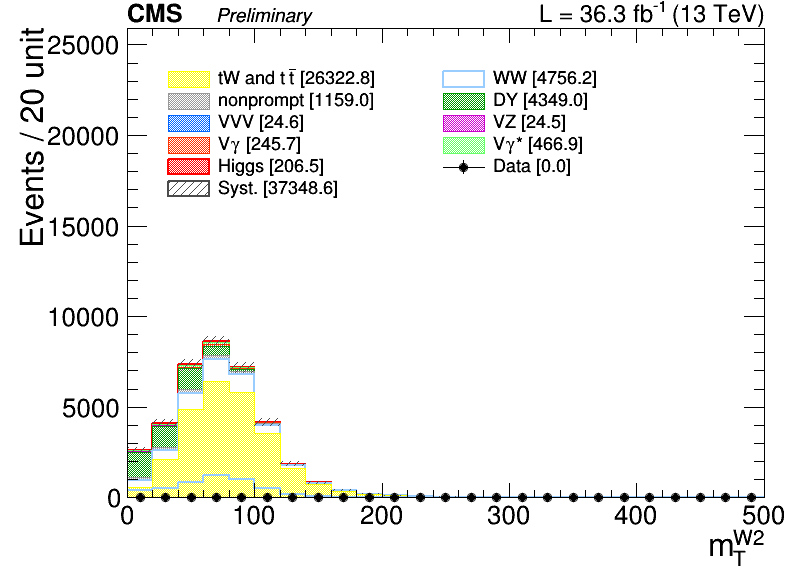 CMS Preliminary L = 36.3 fb⁻¹ (13 TeV)
Events / 20 unit
25000
20000
15000
10000
5000
0
tW and tt̄ [26322.8]
nonprompt [1159.0]
VVV [24.6]
Vγ [245.7]
Higgs [206.5]
Syst. [37348.6]
WW [4756.2]
DY [4349.0]
VZ [24.5]
Vγ* [466.9]
Data [0.0]
0 100 200 300 400 500
m_T^W2